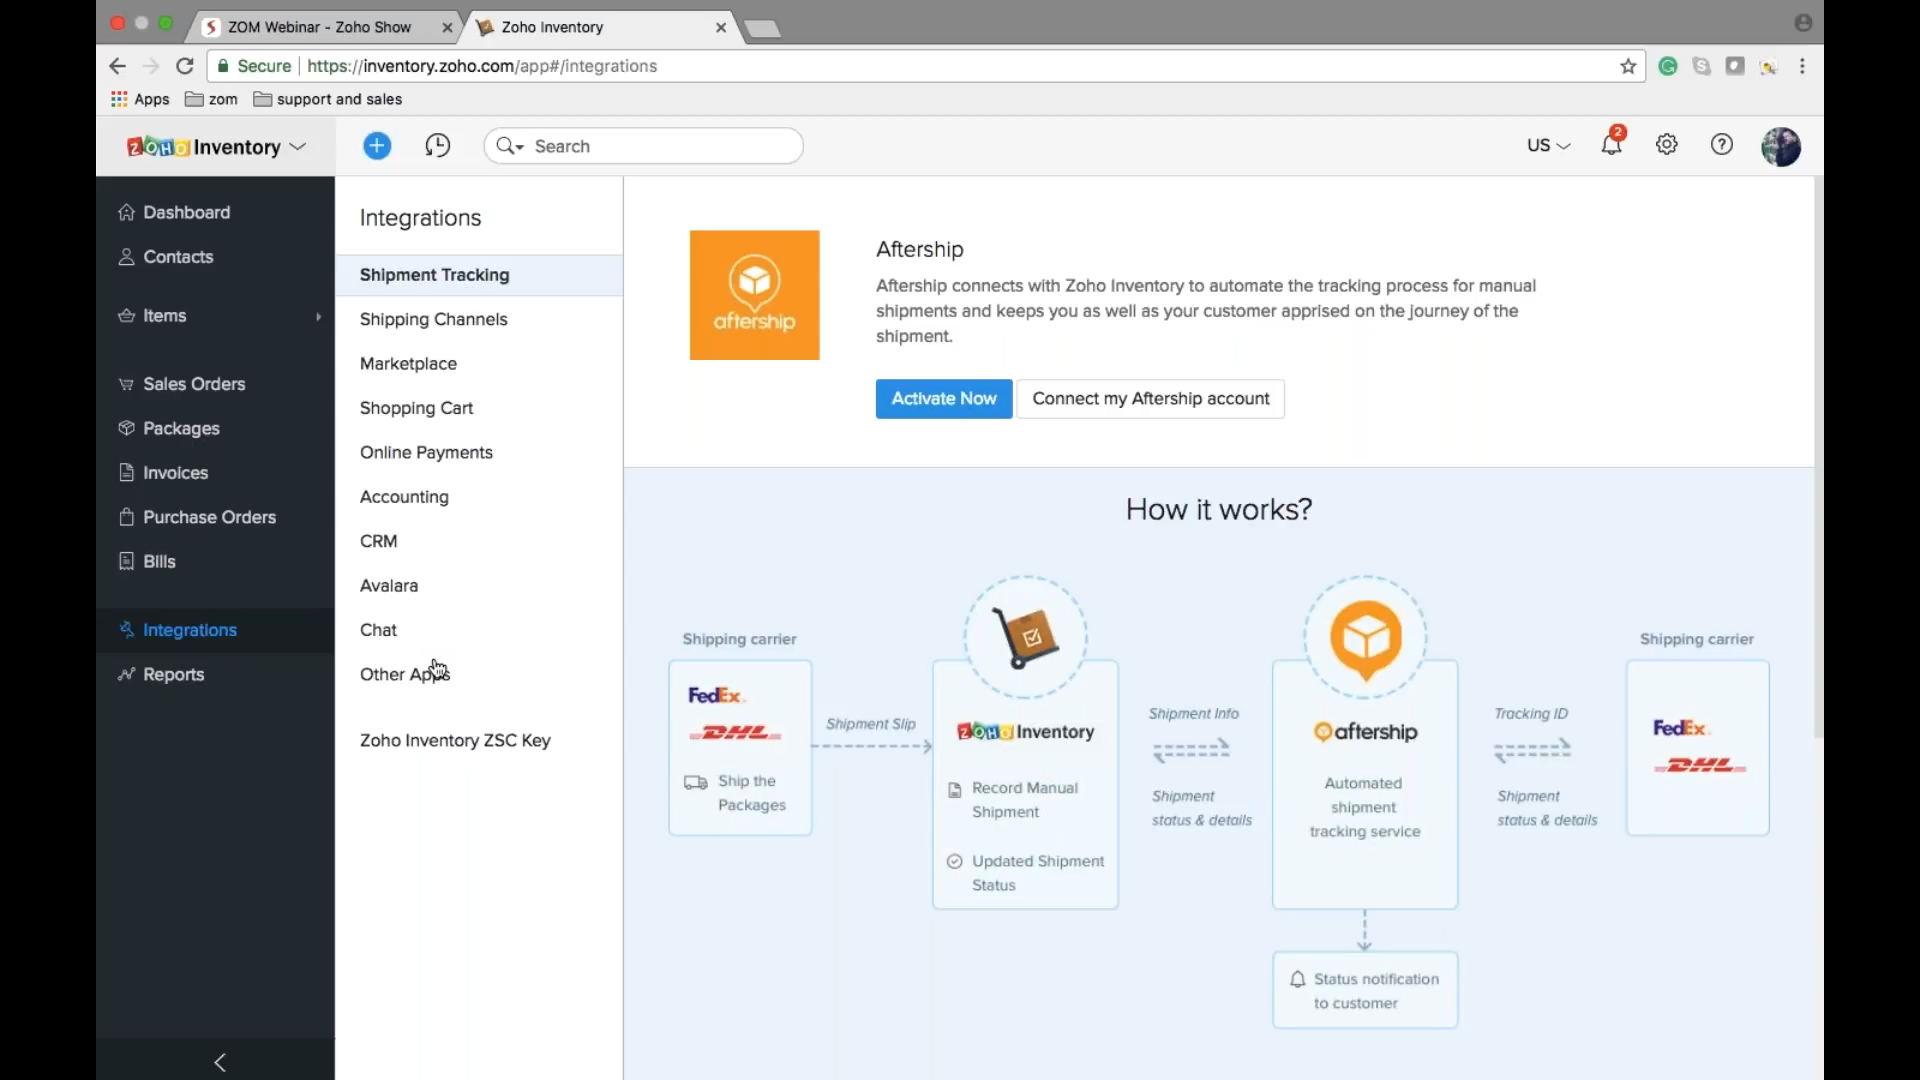 ZOM Webinar - Zoho Show
Zoho Inventory
Secure
https://inventory.zoho.com/app#/integrations
Apps
zom
support and sales
ZOHO Inventory
Search
US
2
Dashboard
Contacts
Items
Sales Orders
Packages
Invoices
Purchase Orders
Bills
Integrations
Reports
Integrations
Shipment Tracking
Shipping Channels
Marketplace
Shopping Cart
Online Payments
Accounting
CRM
Avalara
Chat
Other Apps
Zoho Inventory ZSC Key
aftership
Aftership
Aftership connects with Zoho Inventory to automate the tracking process for manual
shipments and keeps you as well as your customer apprised on the journey of the
shipment.
Activate Now
Connect my Aftership account
How it works?
Shipping carrier
FedEx
DHL
Ship the
Packages
Shipment Slip
ZOHO Inventory
Record Manual
Shipment
Updated Shipment
Status
Shipment Info
Shipment
status & details
aftership
Automated
shipment
tracking service
Status notification
to customer
Tracking ID
Shipment
status & details
Shipping carrier
FedEx
DHL